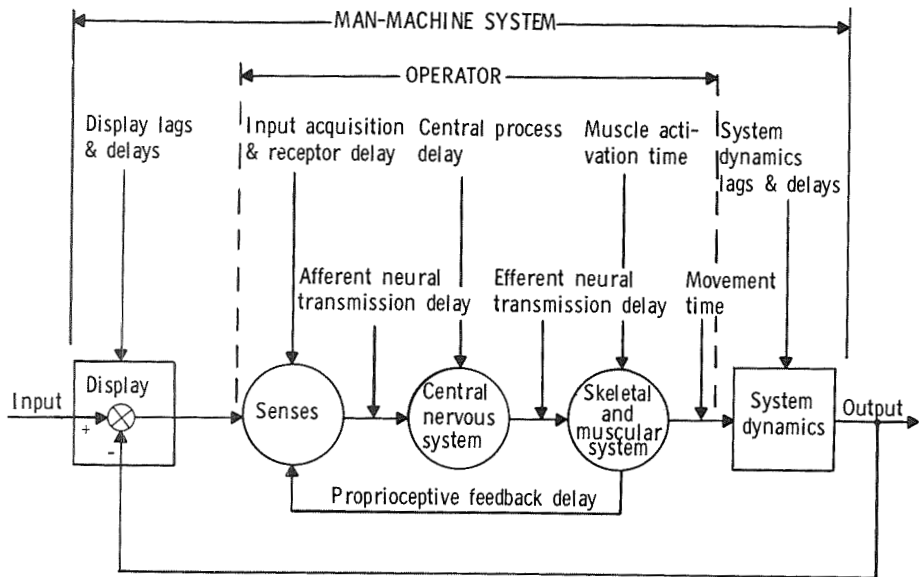 MAN-MACHINE SYSTEM
OPERATOR
Display lags
& delays
Input acquisition
& receptor delay
Central process
delay
Muscle acti-
vation time
System
dynamics
lags & delays
Afferent neural
transmission delay
Efferent neural
transmission delay
Movement
time
Input
+
-
Display
Senses
Central
nervous
system
Skeletal
and
muscular
system
System
dynamics
Output
Proprioceptive feedback delay